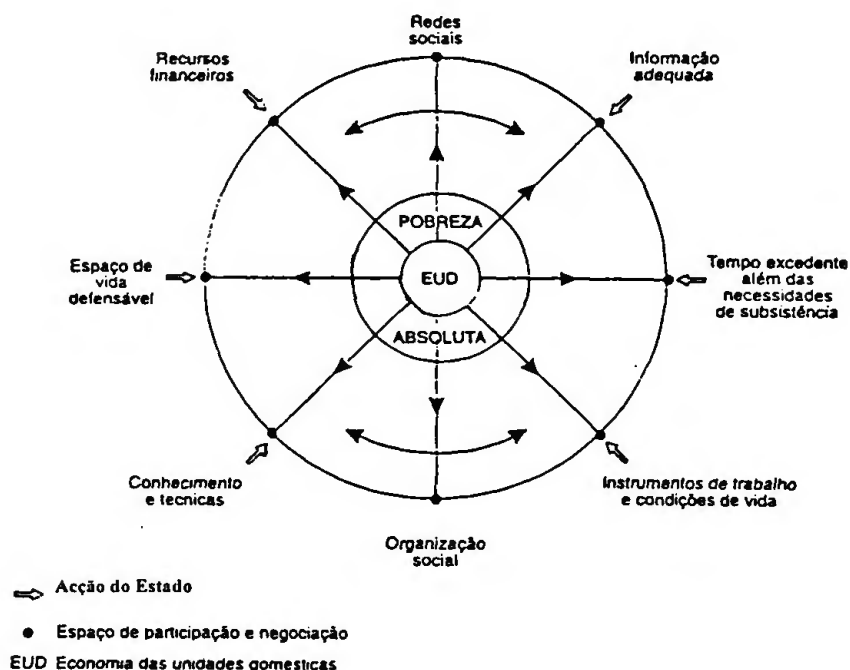 Redes
sociais
Recursos
financeiros
Informação
adequada
POBREZA
Espaço de
vida
defensável
EUD
Tempo excedente
além das
necessidades
de subsistência
ABSOLUTA
Conhecimento
e tecnicas
Instrumentos de trabalho
e condições de vida
Organização
social
Acção do Estado
Espaço de participação e negociação
EUD Economia das unidades domesticas